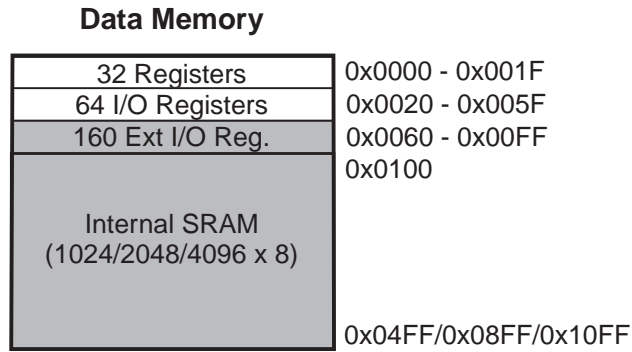 Data Memory
32 Registers 0x0000 - 0x001F
64 I/O Registers 0x0020 - 0x005F
160 Ext I/O Reg. 0x0060 - 0x00FF
0x0100
Internal SRAM
(1024/2048/4096 x 8)
0x04FF/0x08FF/0x10FF